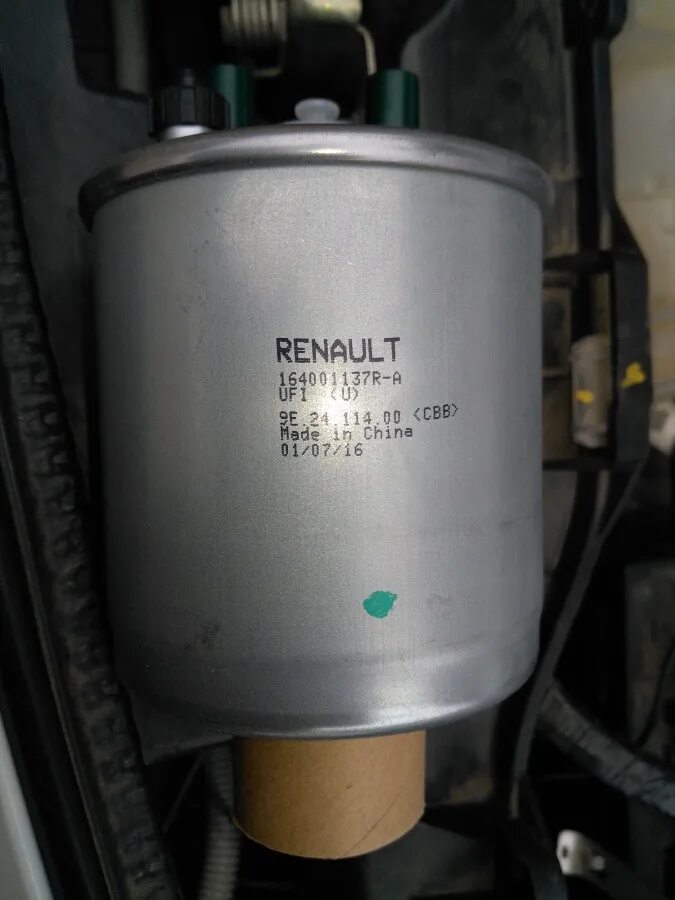 RENAULT
164001137R-A
UFI (U)
9E.24.114.00 <CBB>
Made in China
01/07/16